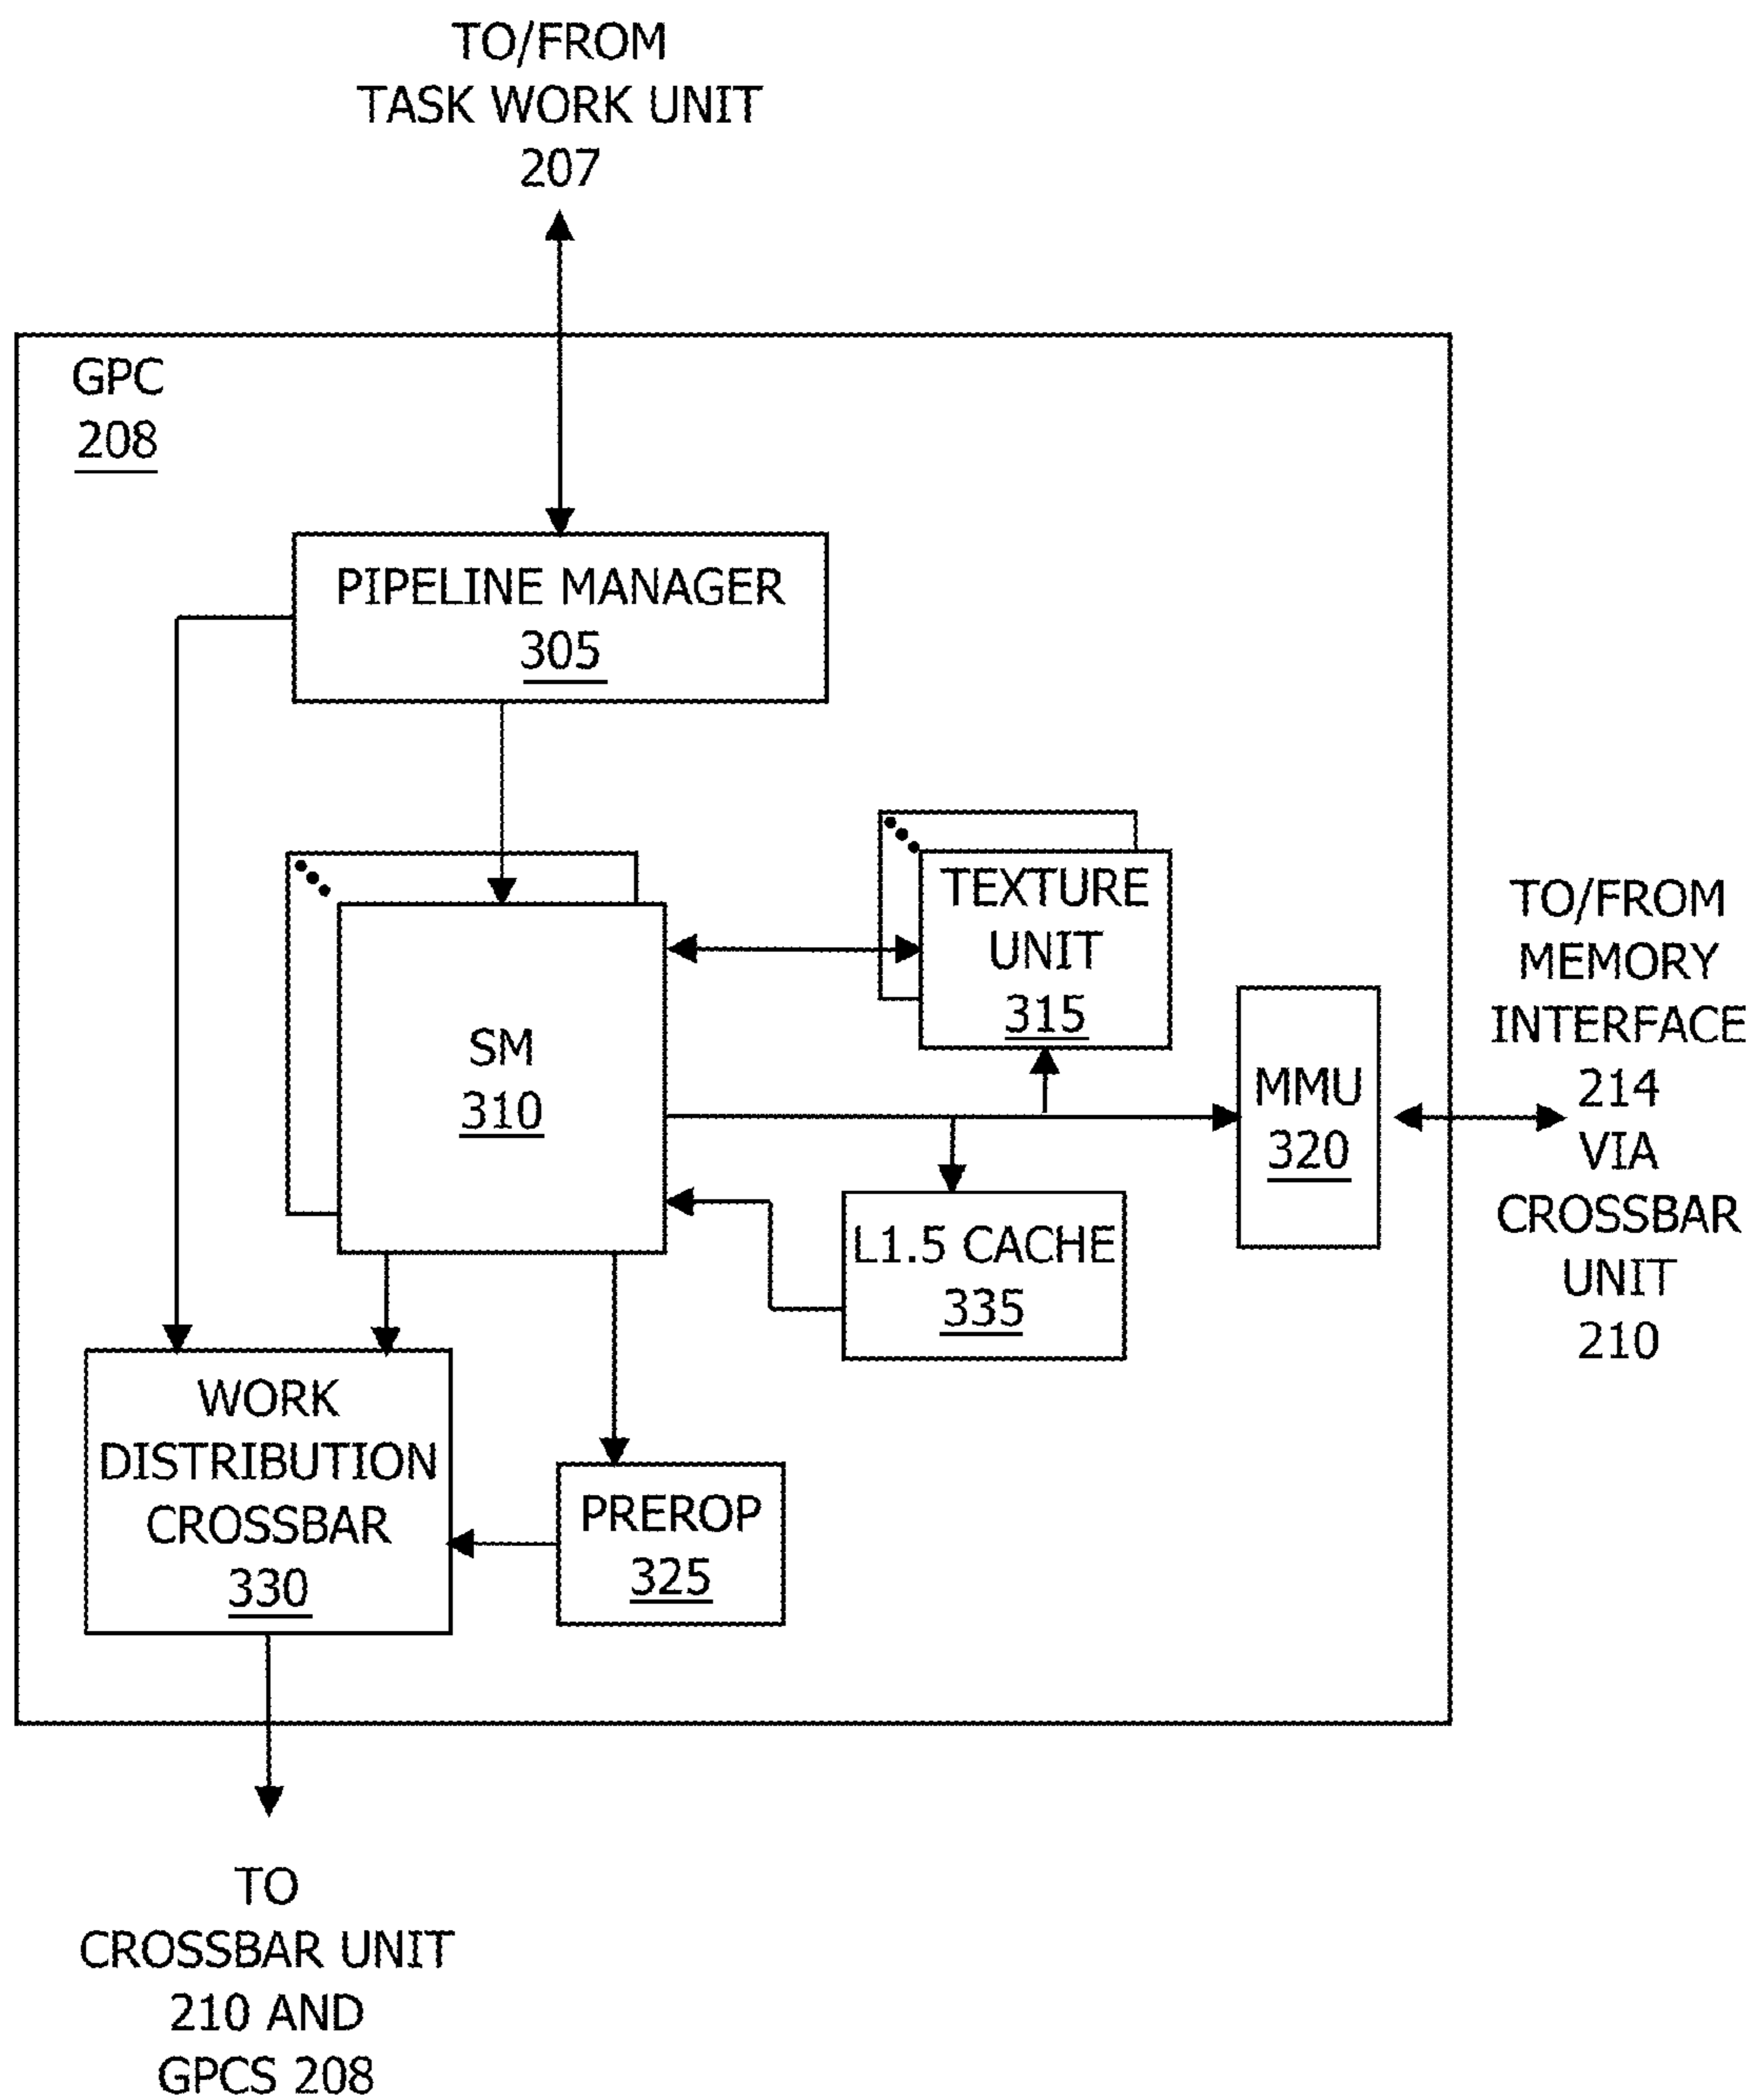 TO/FROM
TASK WORK UNIT
207
GPC
208
PIPELINE MANAGER
305
TEXTURE
UNIT
315
SM
310
MMU
320
TO/FROM
MEMORY
INTERFACE
214
VIA
CROSSBAR
UNIT
210
L1.5 CACHE
335
WORK
DISTRIBUTION
CROSSBAR
330
PREROP
325
TO
CROSSBAR UNIT
210 AND
GPCS 208